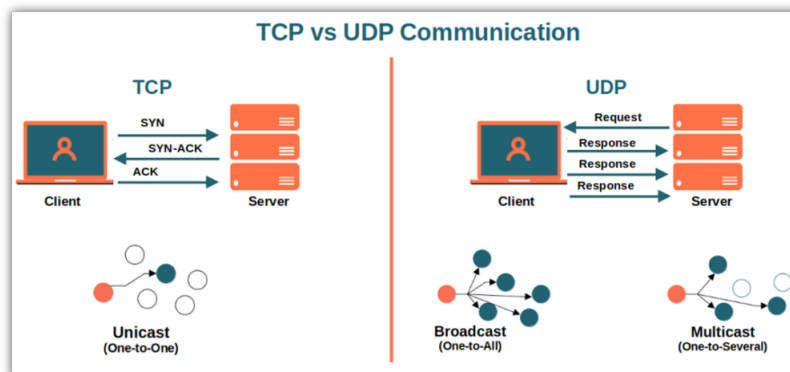 TCP vs UDP Communication
TCP
SYN
SYN-ACK
ACK
Client
Server
Unicast
(One-to-One)
UDP
Request
Response
Response
Response
Client
Server
Broadcast
(One-to-All)
Multicast
(One-to-Several)